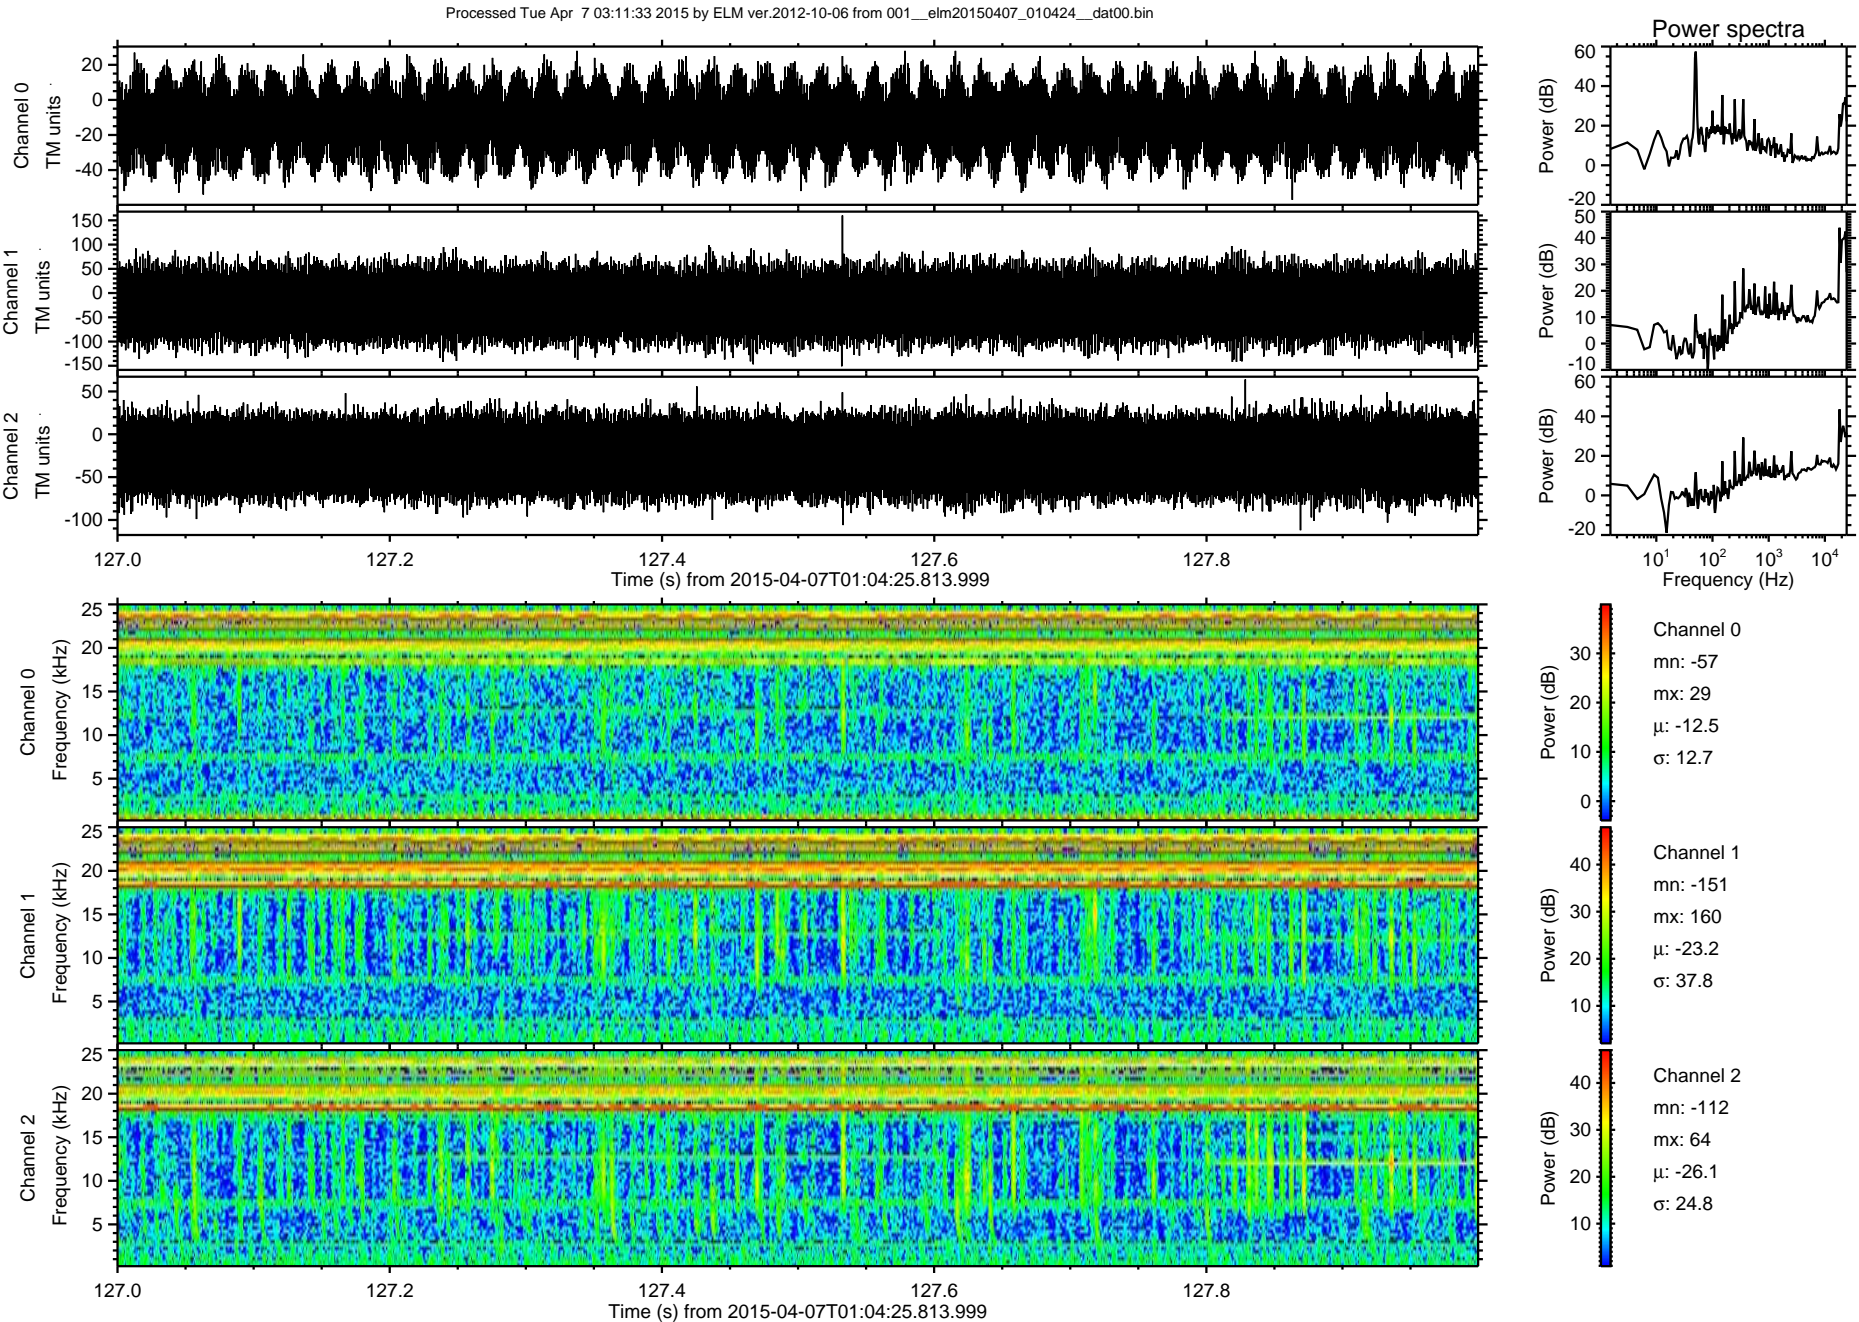 Processed Tue Apr  7 03:11:33 2015 by ELM ver.2012-10-06 from 001__elm20150407_010424__dat00.bin
Power spectra
Channel 0
TM units
20
0
-20
-40
Power (dB)
60
40
20
0
-20
Channel 1
TM units
150
100
50
0
-50
-100
-150
Power (dB)
50
40
30
20
10
0
-10
Channel 2
TM units
50
0
-50
-100
Power (dB)
60
40
20
0
-20
127.0 127.2 127.4 127.6 127.8
Time (s) from 2015-04-07T01:04:25.813.999
10^1 10^2 10^3 10^4
Frequency (Hz)
Channel 0
Frequency (kHz)
25
20
15
10
5
Power (dB)
30
20
10
0
Channel 0
mn: -57
mx: 29
μ: -12.5
σ: 12.7
Channel 1
Frequency (kHz)
25
20
15
10
5
Power (dB)
40
30
20
10
Channel 1
mn: -151
mx: 160
μ: -23.2
σ: 37.8
Channel 2
Frequency (kHz)
25
20
15
10
5
Power (dB)
40
30
20
10
Channel 2
mn: -112
mx: 64
μ: -26.1
σ: 24.8
127.0 127.2 127.4 127.6 127.8
Time (s) from 2015-04-07T01:04:25.813.999